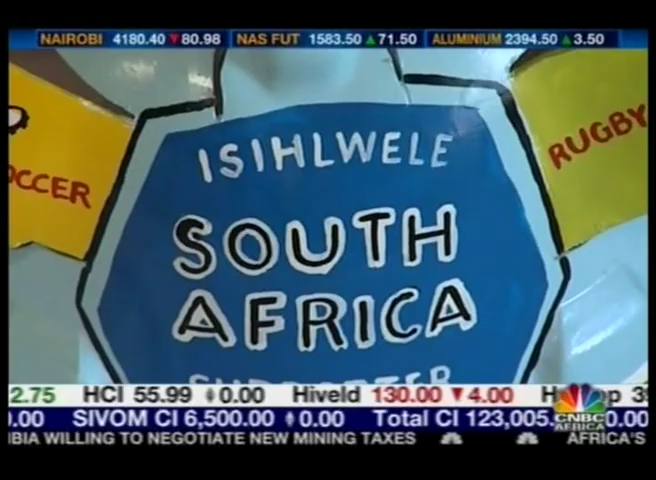 NAIROBI 4180.40 ▼ 80.98 NAS FUT 1583.50 ▲ 71.50 ALUMINIUM 2394.50 ▲ 3.50
ISIHLWELE
OCCER
RUGBY
SOUTH
AFRICA
2.75 HCI 55.99 0.00 Hiveld 130.00 ▼ 4.00
.00 SIVOM CI 6,500.00 0.00 Total CI 123,005. 0.00
CNBC
AFRICA
BIA WILLING TO NEGOTIATE NEW MINING TAXES AFRICA'S